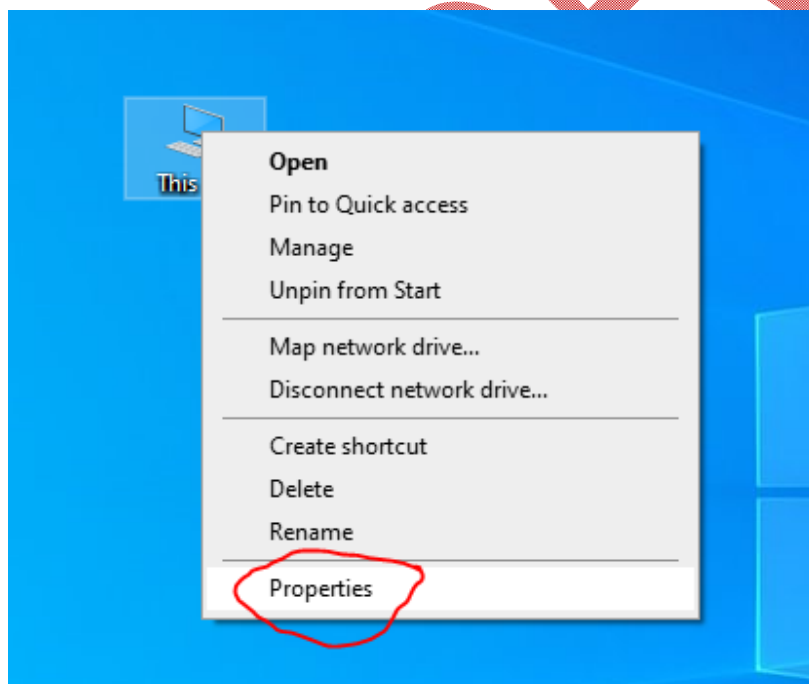 This
Open
Pin to Quick access
Manage
Unpin from Start
Map network drive...
Disconnect network drive...
Create shortcut
Delete
Rename
Properties